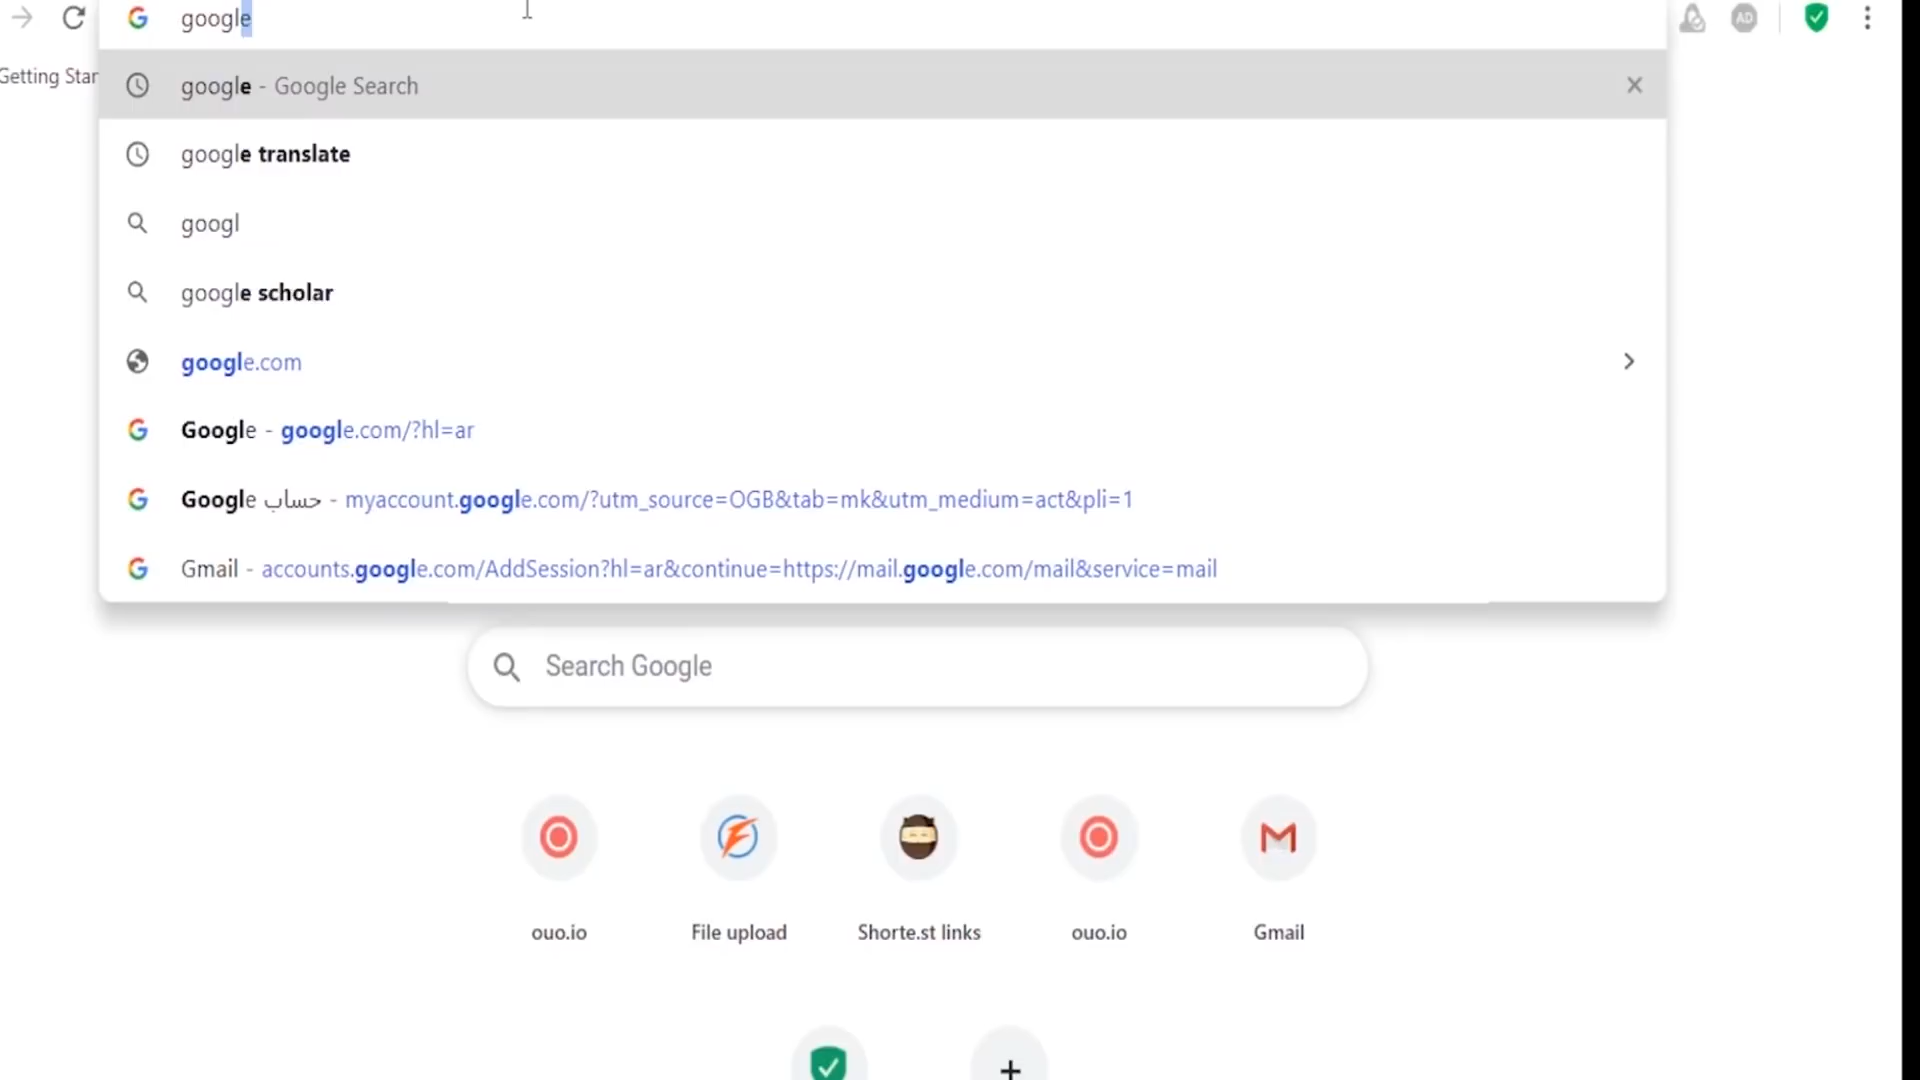 google
AD
Getting Star
google - Google Search
google translate
googl
google scholar
google.com
Google - google.com/?hl=ar
Google حساب - myaccount.google.com/?utm_source=OGB&tab=mk&utm_medium=act&pli=1
Gmail - accounts.google.com/AddSession?hl=ar&continue=https://mail.google.com/mail&service=mail
Search Google
ouo.io
File upload
Shorte.st links
ouo.io
Gmail